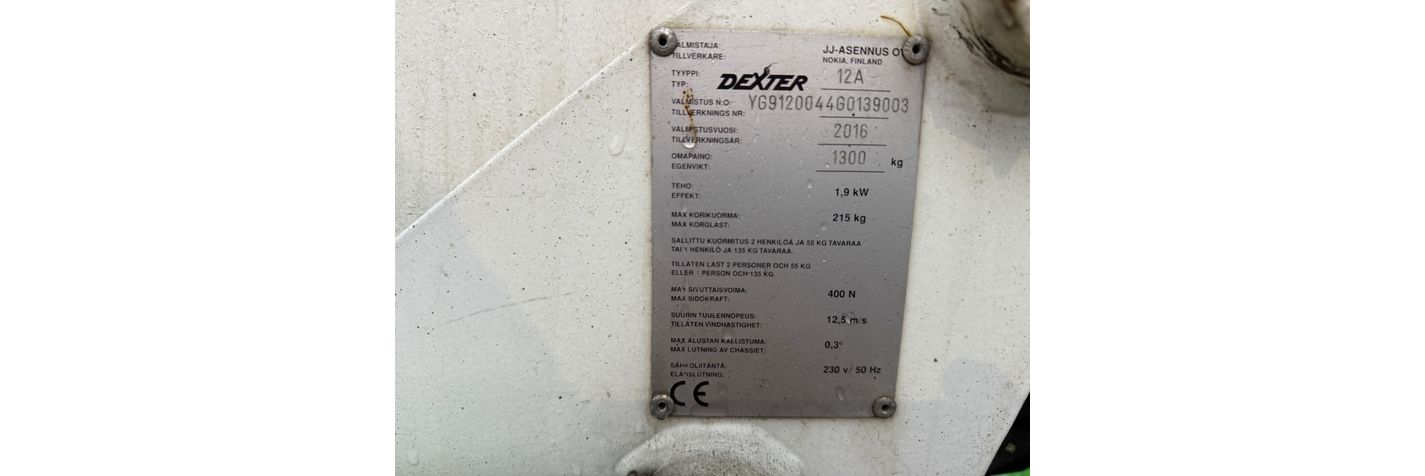 VALMISTAJA: JJ-ASENNUS OY
TILLVERKARE: NOKIA, FINLAND
TYYPPI: DEXTER 12A
TYP:
VALMISTUS N:O: YG9120044G0139003
TILLVERKNINGS NR:
VALMISTUSVUOSI: 2016
TILLVERKNINGSÅR:
OMAPAINO: 1300 kg
EGENVIKT:
TEHO: 1,9 kW
EFFEKT:
MAX KORIKUORMA: 215 kg
MAX KORGLAST:
SALLITTU KUORMITUS 2 HENKILÖÄ JA 55 KG TAVARAA
TAI 1 HENKILÖ JA 135 KG TAVARAA.
TILLÅTEN LAST 2 PERSONER OCH 55 KG
ELLER 1 PERSON OCH 135 KG.
MAX SIVUTTAISVOIMA: 400 N
MAX SIDOKRAFT:
SUURIN TUULENNOPEUS: 12,5 m/s
TILLÅTEN VINDHASTIGHET:
MAX ALUSTAN KALLISTUMA: 0,3°
MAX LUTNING AV CHASSIET:
SÄHKÖLIITÄNTÄ: 230 v/ 50 Hz
ELANSLUTNING:
CE